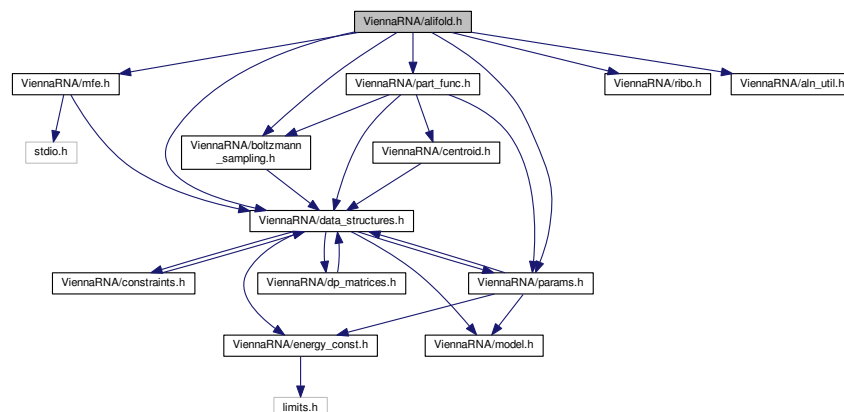 ViennaRNA/alifold.h
ViennaRNA/mfe.h
ViennaRNA/part_func.h
ViennaRNA/ribo.h
ViennaRNA/aln_util.h
stdio.h
ViennaRNA/boltzmann
_sampling.h
ViennaRNA/centroid.h
ViennaRNA/data_structures.h
ViennaRNA/constraints.h
ViennaRNA/dp_matrices.h
ViennaRNA/params.h
ViennaRNA/energy_const.h
ViennaRNA/model.h
limits.h